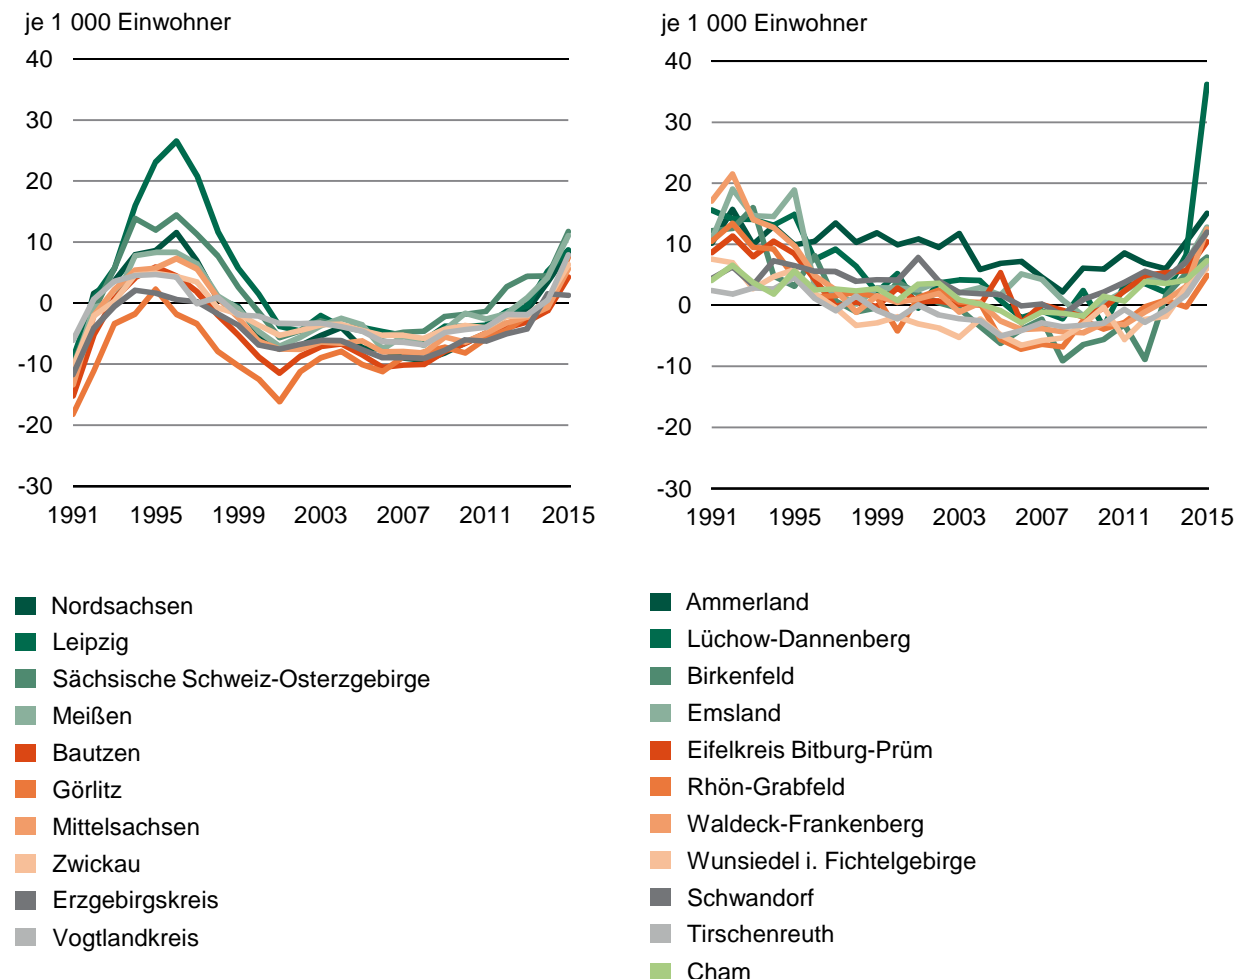 je 1 000 Einwohner
40
30
20
10
0
-10
-20
-30
1991 1995 1999 2003 2007 2011 2015
Nordsachsen
Leipzig
Sächsische Schweiz-Osterzgebirge
Meißen
Bautzen
Görlitz
Mittelsachsen
Zwickau
Erzgebirgskreis
Vogtlandkreis
je 1 000 Einwohner
40
30
20
10
0
-10
-20
-30
1991 1995 1999 2003 2007 2011 2015
Ammerland
Lüchow-Dannenberg
Birkenfeld
Emsland
Eifelkreis Bitburg-Prüm
Rhön-Grabfeld
Waldeck-Frankenberg
Wunsiedel i. Fichtelgebirge
Schwandorf
Tirschenreuth
Cham